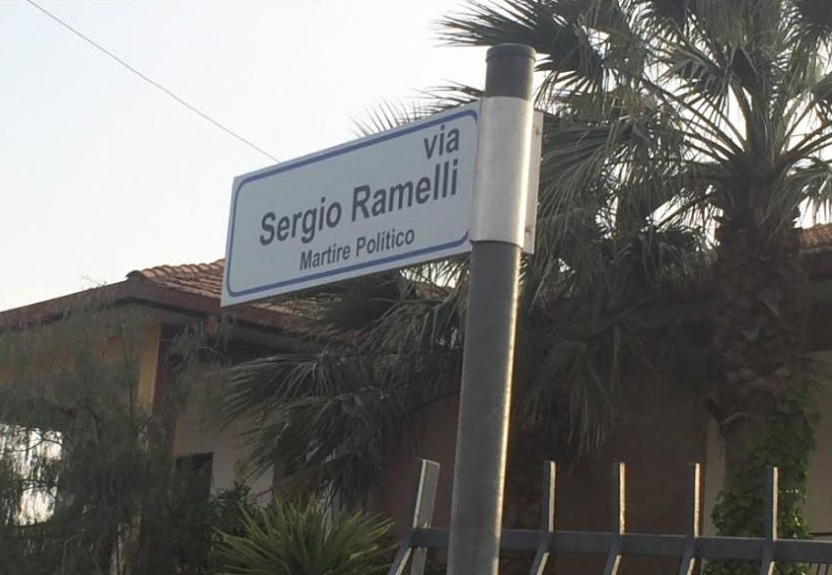 via
Sergio Ramelli
Martire Politico